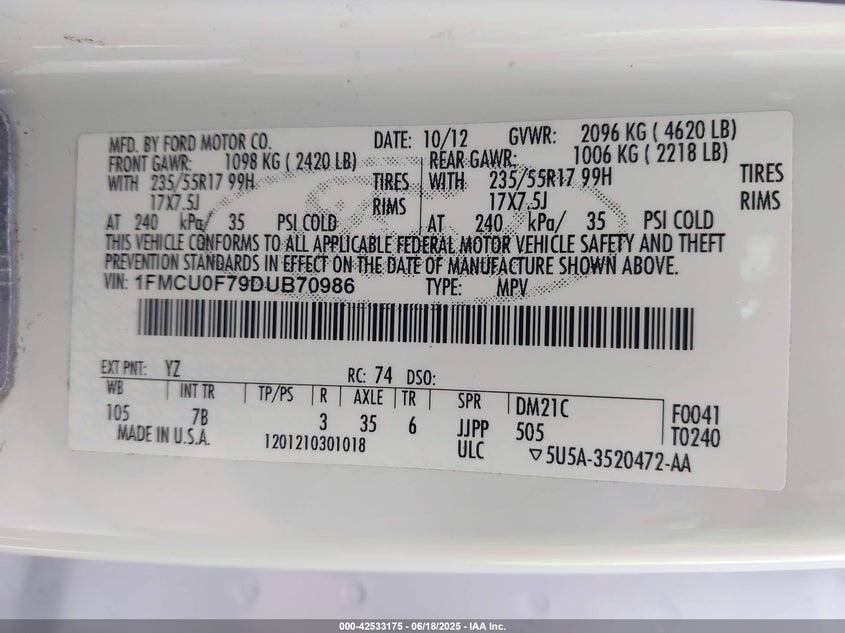 MFD. BY FORD MOTOR CO. DATE: 10/12 GVWR: 2096 KG ( 4620 LB)
FRONT GAWR: 1098 KG ( 2420 LB) REAR GAWR: 1006 KG ( 2218 LB)
WITH 235/55R17 99H TIRES WITH 235/55R17 99H TIRES
17X7.5J RIMS 17X7.5J RIMS
AT 240 kPa/ 35 PSI COLD AT 240 kPa/ 35 PSI COLD
THIS VEHICLE CONFORMS TO ALL APPLICABLE FEDERAL MOTOR VEHICLE SAFETY AND THEFT
PREVENTION STANDARDS IN EFFECT ON THE DATE OF MANUFACTURE SHOWN ABOVE.
VIN: 1FMCU0F79DUB70986 TYPE: MPV
EXT PNT: YZ RC: 74 DSO:
WB INT TR TP/PS R AXLE TR SPR DM21C F0041
105 7B 3 35 6 JJPP 505 T0240
MADE IN U.S.A. 1201210301018 ULC ▽5U5A-3520472-AA
000-42533175 - 06/18/2025 - IAA Inc.